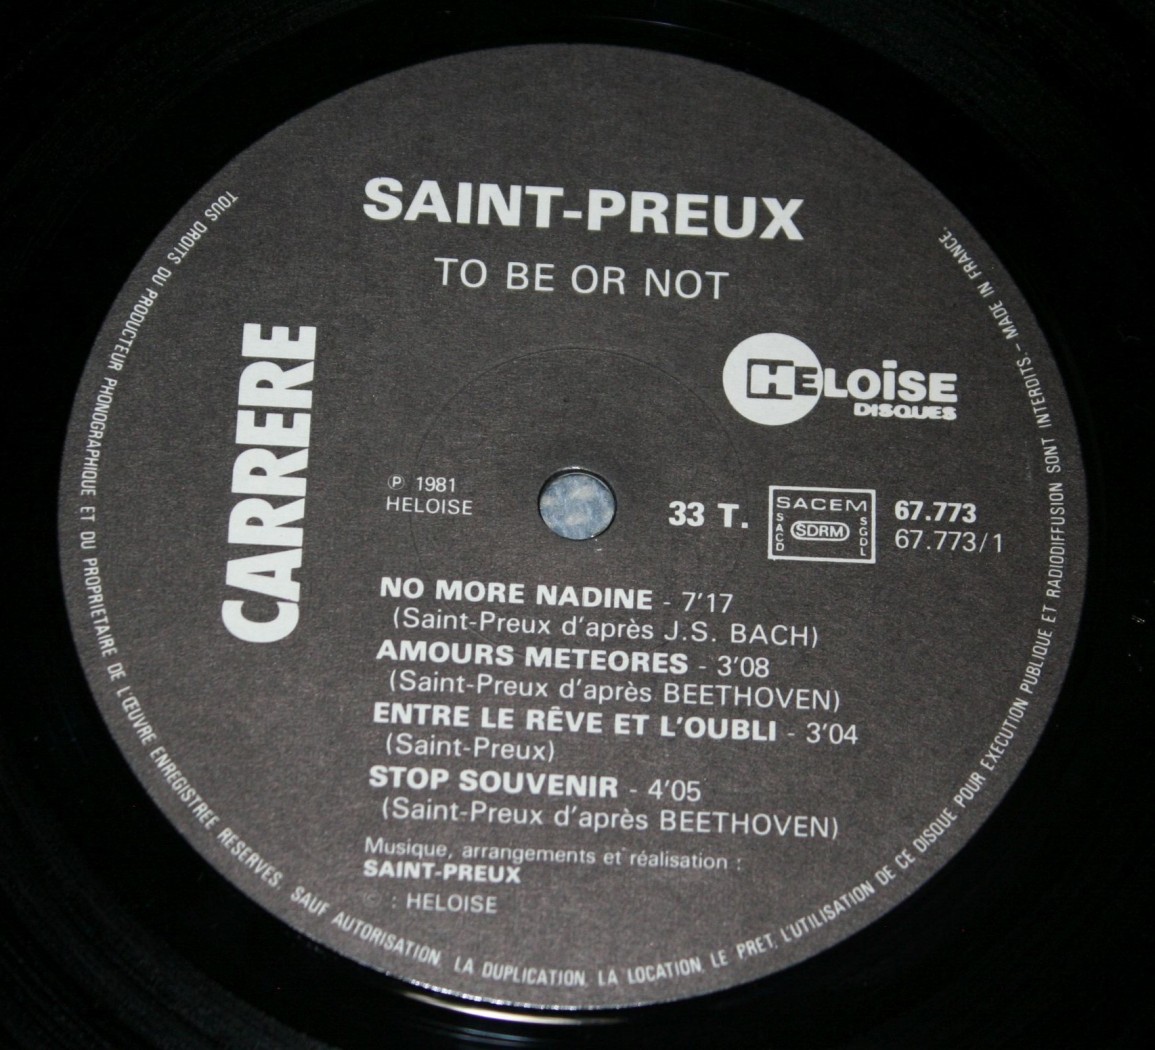 SAINT-PREUX
TO BE OR NOT
CARRERE
HELOÏSE
DISQUES
℗ 1981
HELOISE
33 T.
SACEM
SACD
SDRM
SGDL
67.773
67.773/1
NO MORE NADINE - 7'17
(Saint-Preux d'après J.S. BACH)
AMOURS METEORES - 3'08
(Saint-Preux d'après BEETHOVEN)
ENTRE LE RÊVE ET L'OUBLI - 3'04
(Saint-Preux)
STOP SOUVENIR - 4'05
(Saint-Preux d'après BEETHOVEN)
Musique, arrangements et réalisation :
SAINT-PREUX
: HELOISE
TOUS DROITS DU PRODUCTEUR PHONOGRAPHIQUE ET DU PROPRIETAIRE DE L'ŒUVRE ENREGISTREE RESERVES. SAUF AUTORISATION, LA DUPLICATION, LA LOCATION, LE PRET, L'UTILISATION DE CE DISQUE POUR EXECUTION PUBLIQUE ET RADIODIFFUSION SONT INTERDITS. - MADE IN FRANCE.